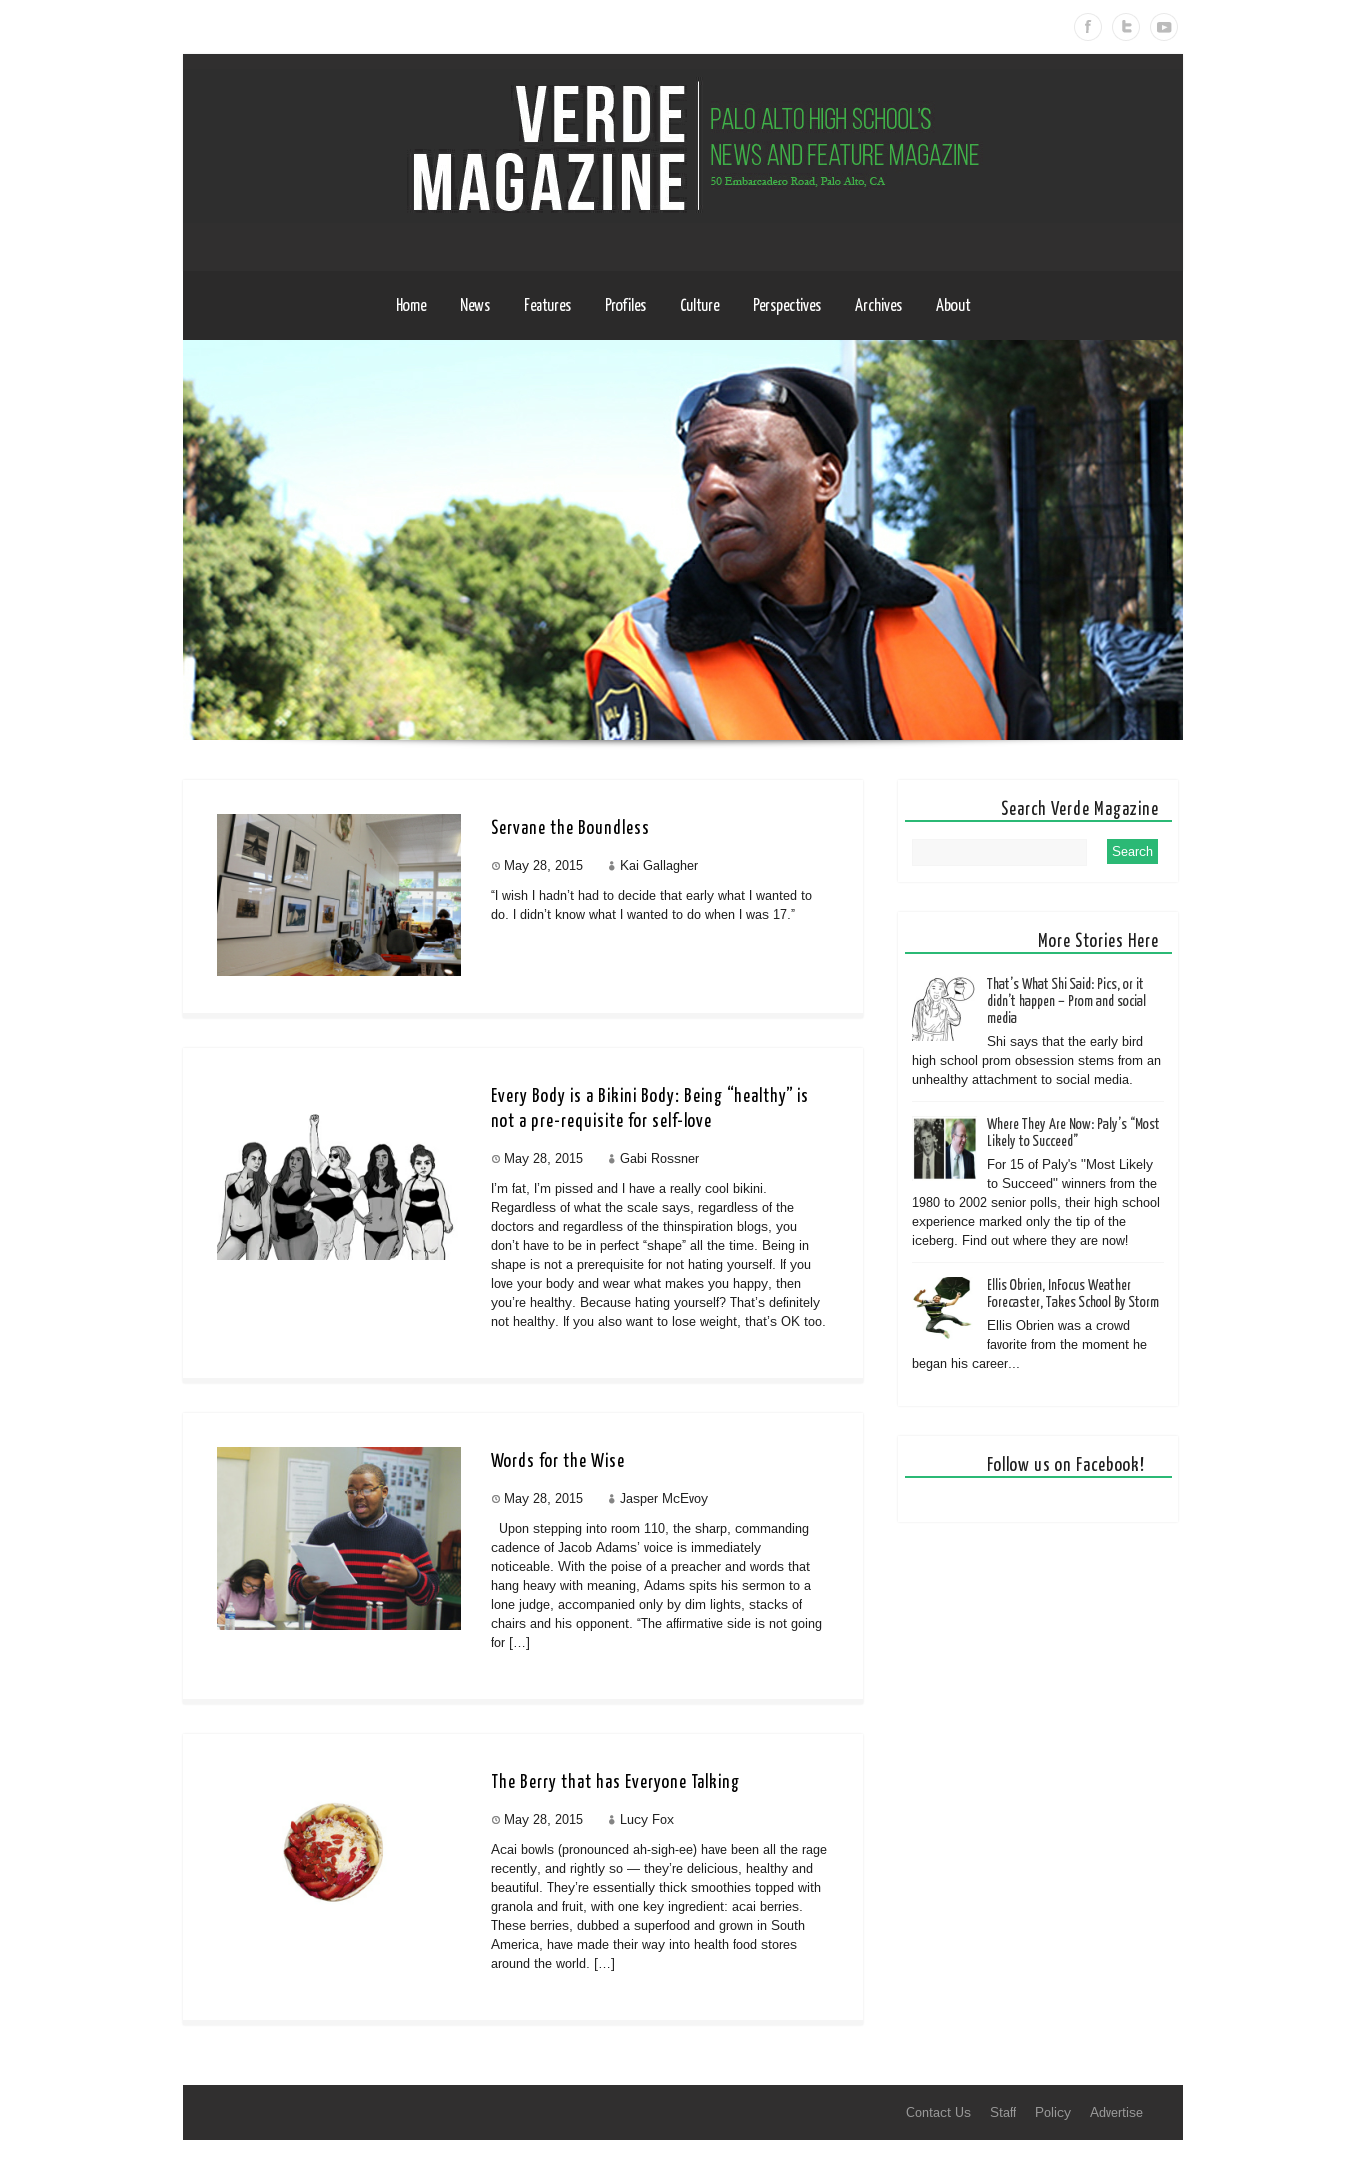 VERDE
MAGAZINE
PALO ALTO HIGH SCHOOL'S
NEWS AND FEATURE MAGAZINE
50 Embarcadero Road, Palo Alto, CA
Home News Features Profiles Culture Perspectives Archives About
Servane the Boundless
May 28, 2015 Kai Gallagher
“I wish I hadn’t had to decide that early what I wanted to
do. I didn’t know what I wanted to do when I was 17.”
Every Body is a Bikini Body: Being “healthy” is
not a pre-requisite for self-love
May 28, 2015 Gabi Rossner
I’m fat, I’m pissed and I have a really cool bikini.
Regardless of what the scale says, regardless of the
doctors and regardless of the thinspiration blogs, you
don’t have to be in perfect “shape” all the time. Being in
shape is not a prerequisite for not hating yourself. If you
love your body and wear what makes you happy, then
you’re healthy. Because hating yourself? That’s definitely
not healthy. If you also want to lose weight, that’s OK too.
Words for the Wise
May 28, 2015 Jasper McEvoy
Upon stepping into room 110, the sharp, commanding
cadence of Jacob Adams’ voice is immediately
noticeable. With the poise of a preacher and words that
hang heavy with meaning, Adams spits his sermon to a
lone judge, accompanied only by dim lights, stacks of
chairs and his opponent. “The affirmative side is not going
for […]
The Berry that has Everyone Talking
May 28, 2015 Lucy Fox
Acai bowls (pronounced ah-sigh-ee) have been all the rage
recently, and rightly so — they’re delicious, healthy and
beautiful. They’re essentially thick smoothies topped with
granola and fruit, with one key ingredient: acai berries.
These berries, dubbed a superfood and grown in South
America, have made their way into health food stores
around the world. […]
Search Verde Magazine
Search
More Stories Here
That’s What Shi Said: Pics, or it
didn’t happen – Prom and social
media
Shi says that the early bird
high school prom obsession stems from an
unhealthy attachment to social media.
Where They Are Now: Paly’s “Most
Likely to Succeed”
For 15 of Paly's "Most Likely
to Succeed" winners from the
1980 to 2002 senior polls, their high school
experience marked only the tip of the
iceberg. Find out where they are now!
Ellis Obrien, InFocus Weather
Forecaster, Takes School By Storm
Ellis Obrien was a crowd
favorite from the moment he
began his career...
Follow us on Facebook!
Contact Us Staff Policy Advertise